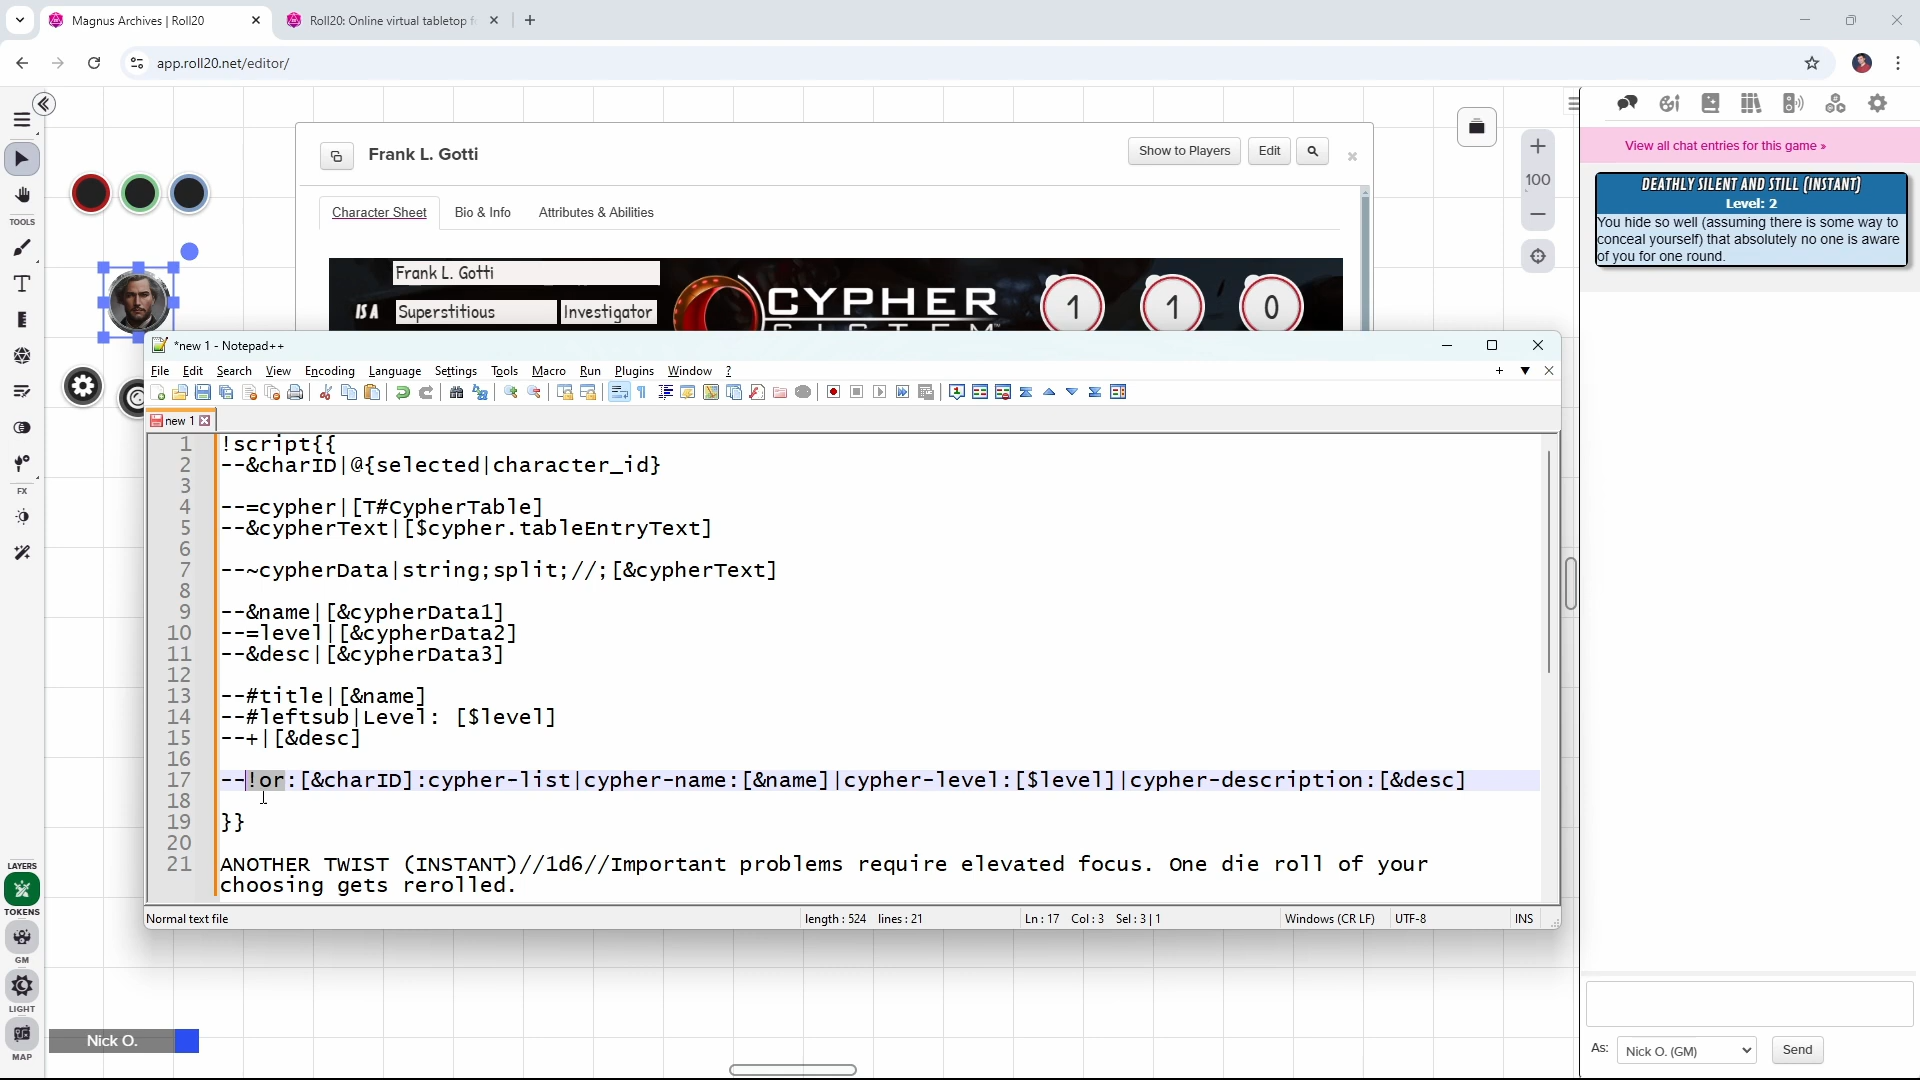 Magnus Archives | Roll20
Roll20: Online virtual tabletop f
app.roll20.net/editor/
TOOLS
FX
LAYERS
TOKENS
GM
LIGHT
MAP
Nick O.
Frank L. Gotti
Show to Players
Edit
Character Sheet
Bio & Info
Attributes & Abilities
Frank L. Gotti
IS A
Superstitious
Investigator
CYPHER
SYSTEM
1
1
0
100
*new 1 - Notepad++
File Edit Search View Encoding Language Settings Tools Macro Run Plugins Window ?
new 1
1 !script{{
2 --&charID|@{selected|character_id}
3
4 --=cypher|[T#CypherTable]
5 --&cypherText|[$cypher.tableEntryText]
6
7 --~cypherData|string;split;//;[&cypherText]
8
9 --&name|[&cypherData1]
10 --=level|[&cypherData2]
11 --&desc|[&cypherData3]
12
13 --#title|[&name]
14 --#leftsub|Level: [$level]
15 --+|[&desc]
16
17 --!or:[&charID]:cypher-list|cypher-name:[&name]|cypher-level:[$level]|cypher-description:[&desc]
18
19 }}
20
21 ANOTHER TWIST (INSTANT)//1d6//Important problems require elevated focus. One die roll of your
choosing gets rerolled.
Normal text file
length : 524 lines : 21
Ln : 17 Col : 3 Sel : 3 | 1
Windows (CR LF)
UTF-8
INS
View all chat entries for this game »
DEATHLY SILENT AND STILL (INSTANT)
Level: 2
You hide so well (assuming there is some way to
conceal yourself) that absolutely no one is aware
of you for one round.
As:
Nick O. (GM)
Send